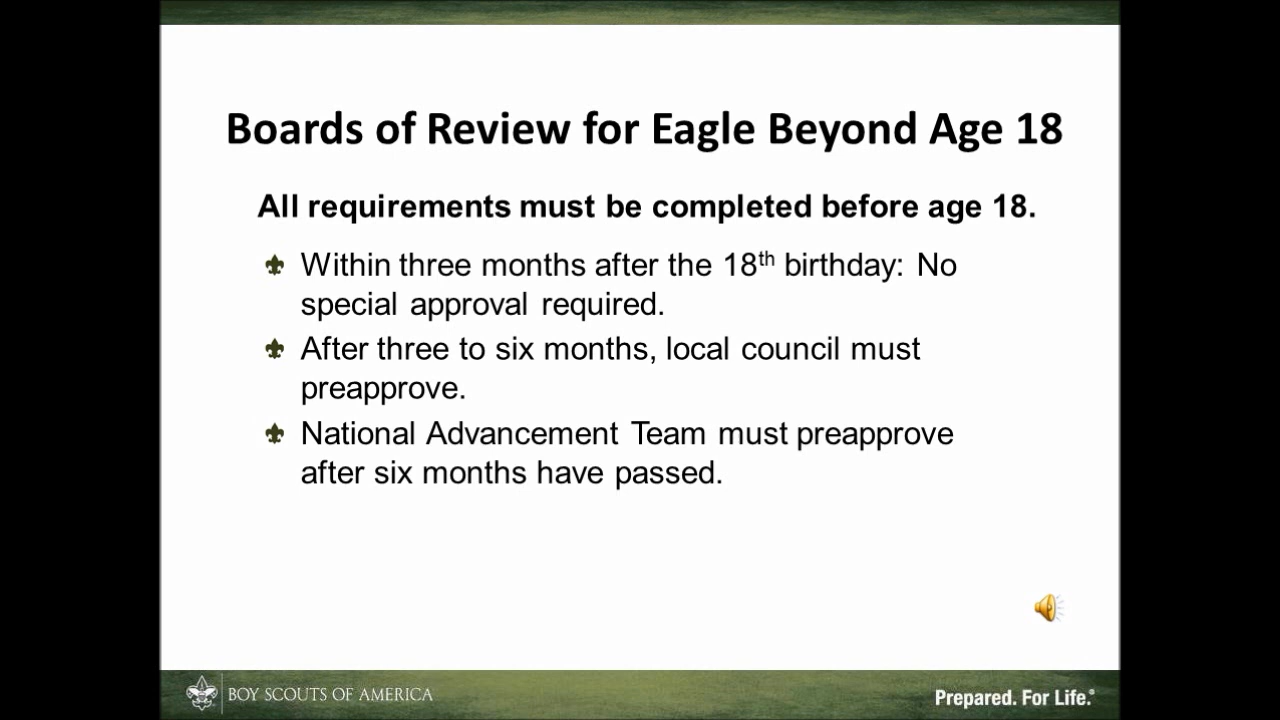 Boards of Review for Eagle Beyond Age 18
All requirements must be completed before age 18.
Within three months after the 18th birthday: No
special approval required.
After three to six months, local council must
preapprove.
National Advancement Team must preapprove
after six months have passed.
BOY SCOUTS OF AMERICA
Prepared. For Life.®